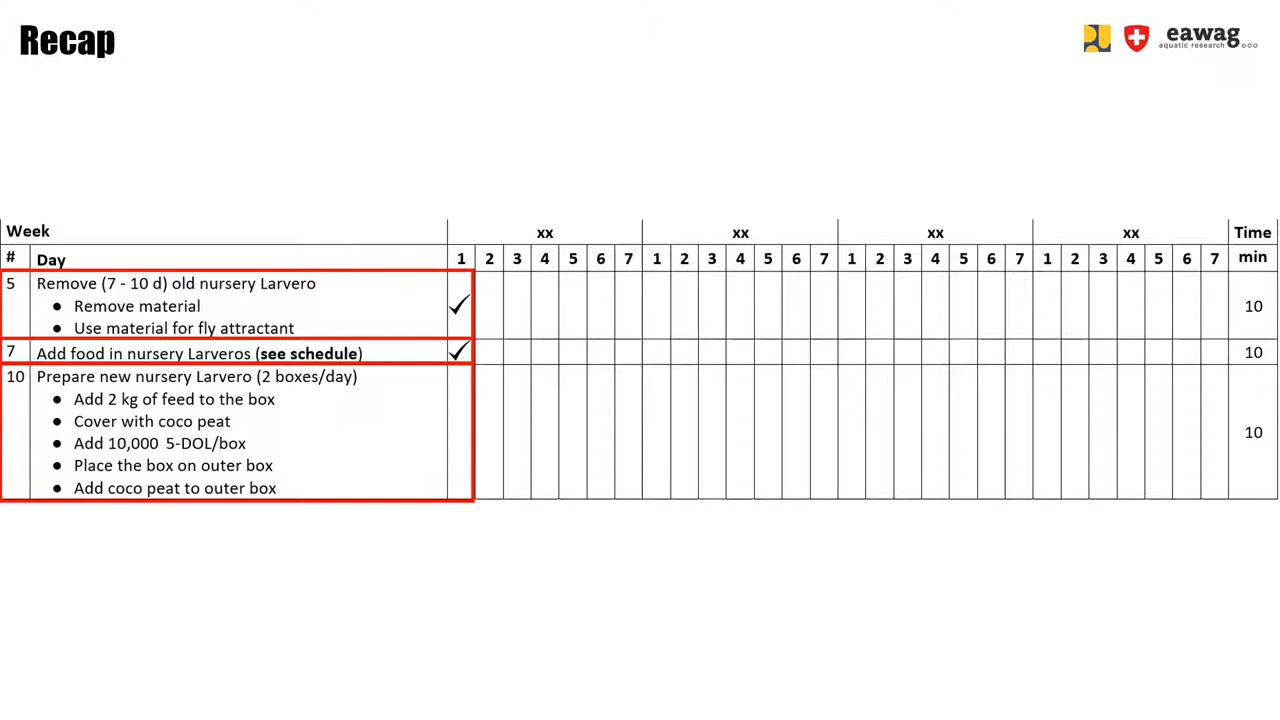 Recap
eawag
aquatic research
Week xx xx xx xx Time
# Day 1 2 3 4 5 6 7 1 2 3 4 5 6 7 1 2 3 4 5 6 7 1 2 3 4 5 6 7 min
5 Remove (7 - 10 d) old nursery Larvero
● Remove material ✓ 10
● Use material for fly attractant
7 Add food in nursery Larveros (see schedule) ✓ 10
10 Prepare new nursery Larvero (2 boxes/day)
● Add 2 kg of feed to the box
● Cover with coco peat
● Add 10,000 5-DOL/box 10
● Place the box on outer box
● Add coco peat to outer box